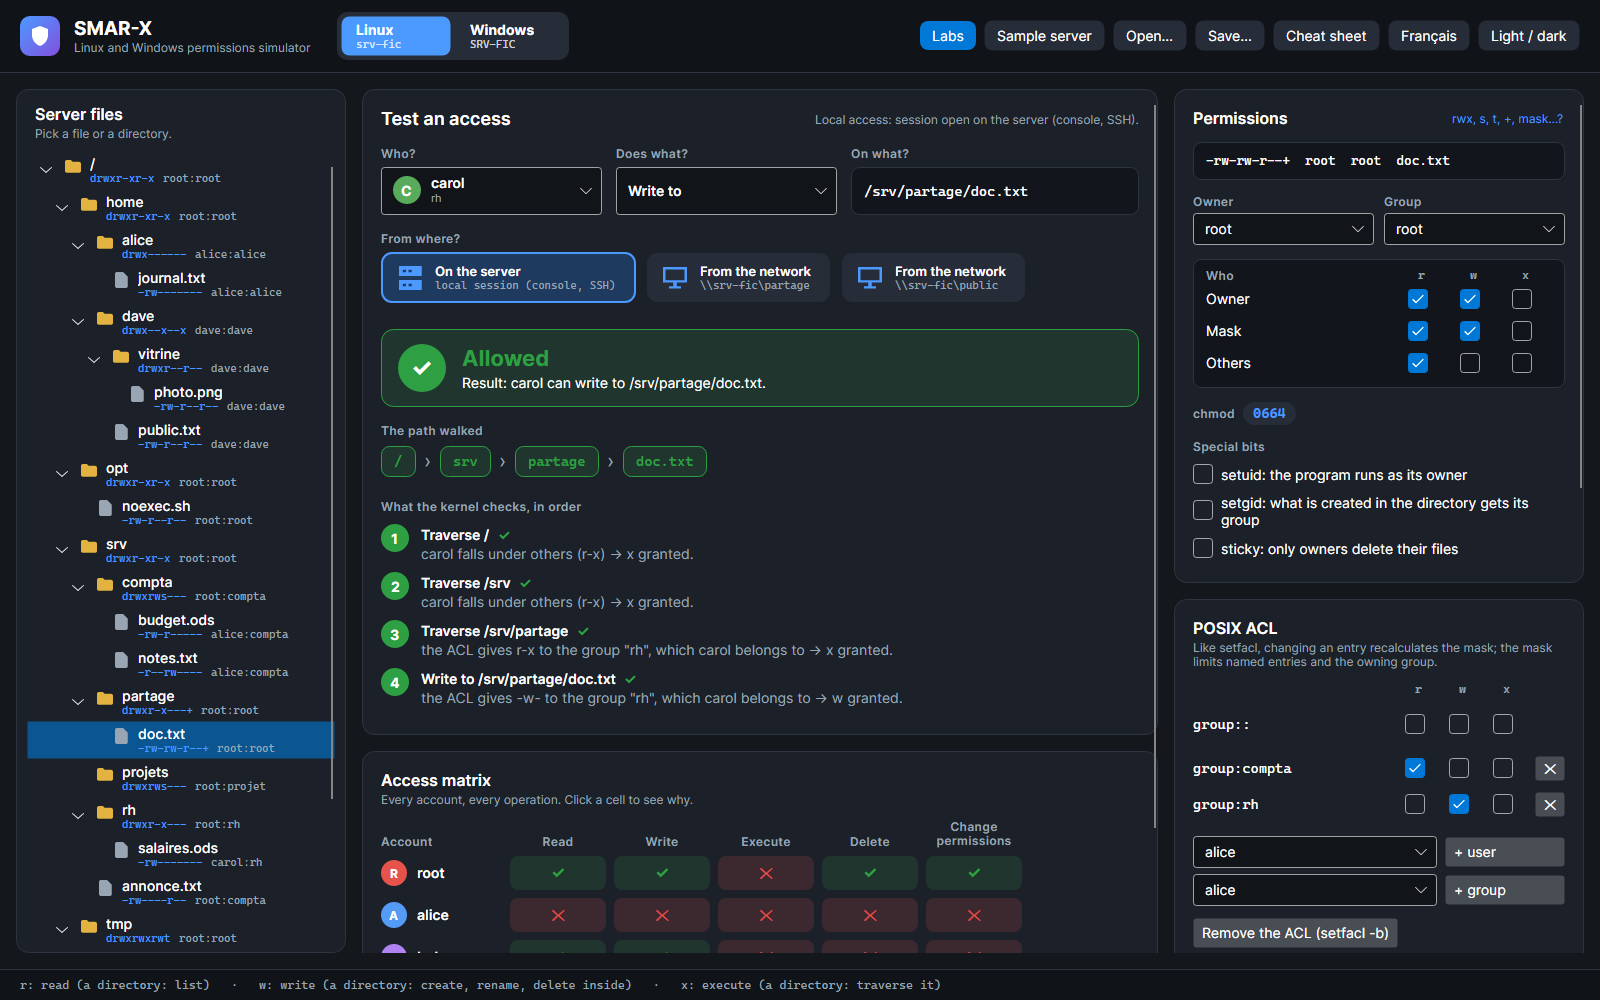 SMAR-X
Linux and Windows permissions simulator
Linux
srv-fic
Windows
SRV-FIC
Labs
Sample server
Open...
Save...
Cheat sheet
Français
Light / dark
Server files
Pick a file or a directory.
/
drwxr-xr-x root:root
home
drwxr-xr-x root:root
alice
drwx------ alice:alice
journal.txt
-rw------- alice:alice
dave
drwx--x--x dave:dave
vitrine
drwxr--r-- dave:dave
photo.png
-rw-r--r-- dave:dave
public.txt
-rw-r--r-- dave:dave
opt
drwxr-xr-x root:root
noexec.sh
-rw-r--r-- root:root
srv
drwxr-xr-x root:root
compta
drwxrws--- root:compta
budget.ods
-rw-r----- alice:compta
notes.txt
-r--rw---- alice:compta
partage
drwxr-x---+ root:root
doc.txt
-rw-rw-r--+ root:root
projets
drwxrws--- root:projet
rh
drwxr-x--- root:rh
salaires.ods
-rw------- carol:rh
annonce.txt
-rw----r-- root:compta
tmp
drwxrwxrwt root:root
Test an access
Local access: session open on the server (console, SSH).
Who?
Does what?
On what?
C
carol
rh
Write to
/srv/partage/doc.txt
From where?
On the server
local session (console, SSH)
From the network
\\srv-fic\partage
From the network
\\srv-fic\public
Allowed
Result: carol can write to /srv/partage/doc.txt.
The path walked
/ › srv › partage › doc.txt
What the kernel checks, in order
1 Traverse / ✓
carol falls under others (r-x) → x granted.
2 Traverse /srv ✓
carol falls under others (r-x) → x granted.
3 Traverse /srv/partage ✓
the ACL gives r-x to the group "rh", which carol belongs to → x granted.
4 Write to /srv/partage/doc.txt ✓
the ACL gives -w- to the group "rh", which carol belongs to → w granted.
Access matrix
Every account, every operation. Click a cell to see why.
Account Read Write Execute Delete Change permissions
R root
A alice
Permissions
rwx, s, t, +, mask...?
-rw-rw-r--+ root root doc.txt
Owner
Group
root
root
Who r w x
Owner
Mask
Others
chmod 0664
Special bits
setuid: the program runs as its owner
setgid: what is created in the directory gets its
group
sticky: only owners delete their files
POSIX ACL
Like setfacl, changing an entry recalculates the mask; the mask
limits named entries and the owning group.
r w x
group::
group:compta
group:rh
alice
+ user
alice
+ group
Remove the ACL (setfacl -b)
r: read (a directory: list) · w: write (a directory: create, rename, delete inside) · x: execute (a directory: traverse it)